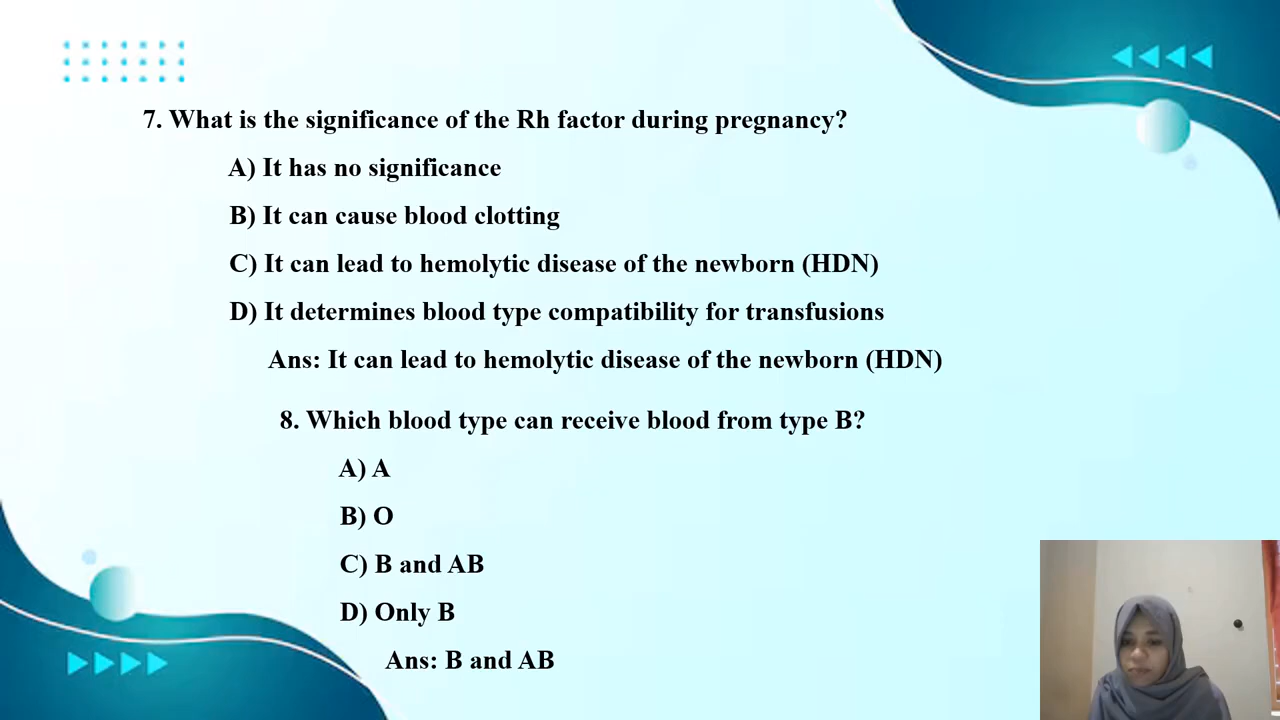 7. What is the significance of the Rh factor during pregnancy?
A) It has no significance
B) It can cause blood clotting
C) It can lead to hemolytic disease of the newborn (HDN)
D) It determines blood type compatibility for transfusions
Ans: It can lead to hemolytic disease of the newborn (HDN)
8. Which blood type can receive blood from type B?
A) A
B) O
C) B and AB
D) Only B
Ans: B and AB